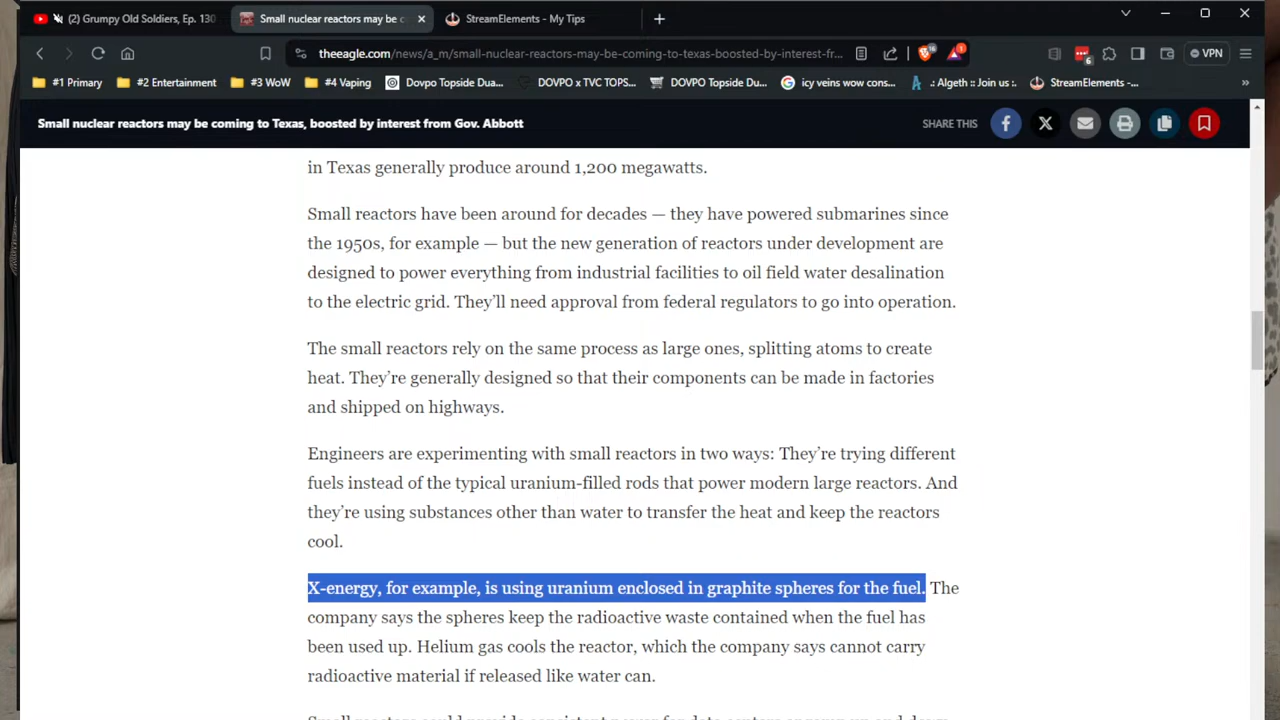 (2) Grumpy Old Soldiers, Ep. 130
Small nuclear reactors may be c
StreamElements - My Tips
theeagle.com/news/a_m/small-nuclear-reactors-may-be-coming-to-texas-boosted-by-interest-fr...
16
1
VPN
#1 Primary
#2 Entertainment
#3 WoW
#4 Vaping
Dovpo Topside Dua...
DOVPO x TVC TOPS...
DOVPO Topside Du...
icy veins wow cons...
.: Algeth :: Join us :.
StreamElements -...
6
Small nuclear reactors may be coming to Texas, boosted by interest from Gov. Abbott
SHARE THIS
in Texas generally produce around 1,200 megawatts.
Small reactors have been around for decades — they have powered submarines since
the 1950s, for example — but the new generation of reactors under development are
designed to power everything from industrial facilities to oil field water desalination
to the electric grid. They’ll need approval from federal regulators to go into operation.
The small reactors rely on the same process as large ones, splitting atoms to create
heat. They’re generally designed so that their components can be made in factories
and shipped on highways.
Engineers are experimenting with small reactors in two ways: They’re trying different
fuels instead of the typical uranium-filled rods that power modern large reactors. And
they’re using substances other than water to transfer the heat and keep the reactors
cool.
X-energy, for example, is using uranium enclosed in graphite spheres for the fuel. The
company says the spheres keep the radioactive waste contained when the fuel has
been used up. Helium gas cools the reactor, which the company says cannot carry
radioactive material if released like water can.